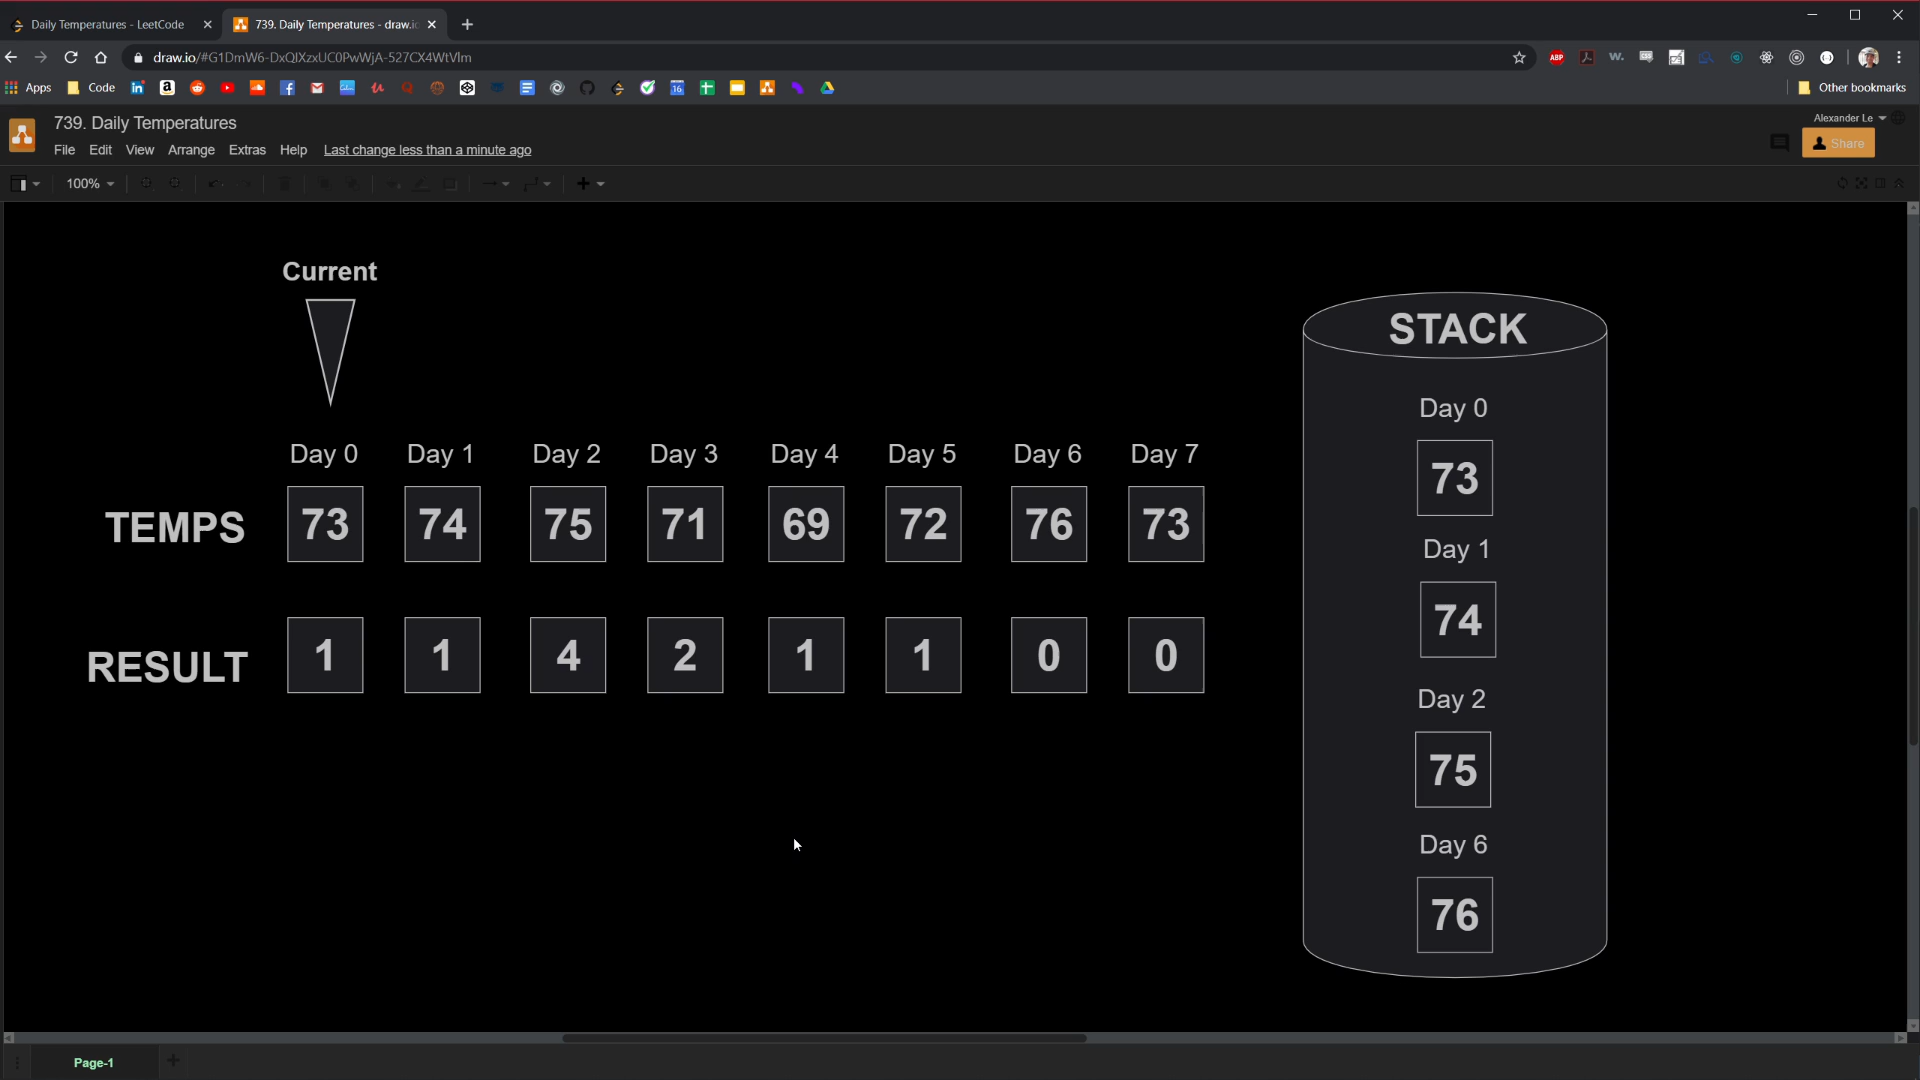 Daily Temperatures - LeetCode
739. Daily Temperatures - draw.i
draw.io/#G1DmW6-DxQJXzxUC0PwWjA-527CX4WtVlm
Apps
Code
Other bookmarks
739. Daily Temperatures
Alexander Le
File Edit View Arrange Extras Help Last change less than a minute ago
Share
100%
Current
STACK
Day 0 Day 1 Day 2 Day 3 Day 4 Day 5 Day 6 Day 7
TEMPS 73 74 75 71 69 72 76 73
RESULT 1 1 4 2 1 1 0 0
Day 0
73
Day 1
74
Day 2
75
Day 6
76
Page-1